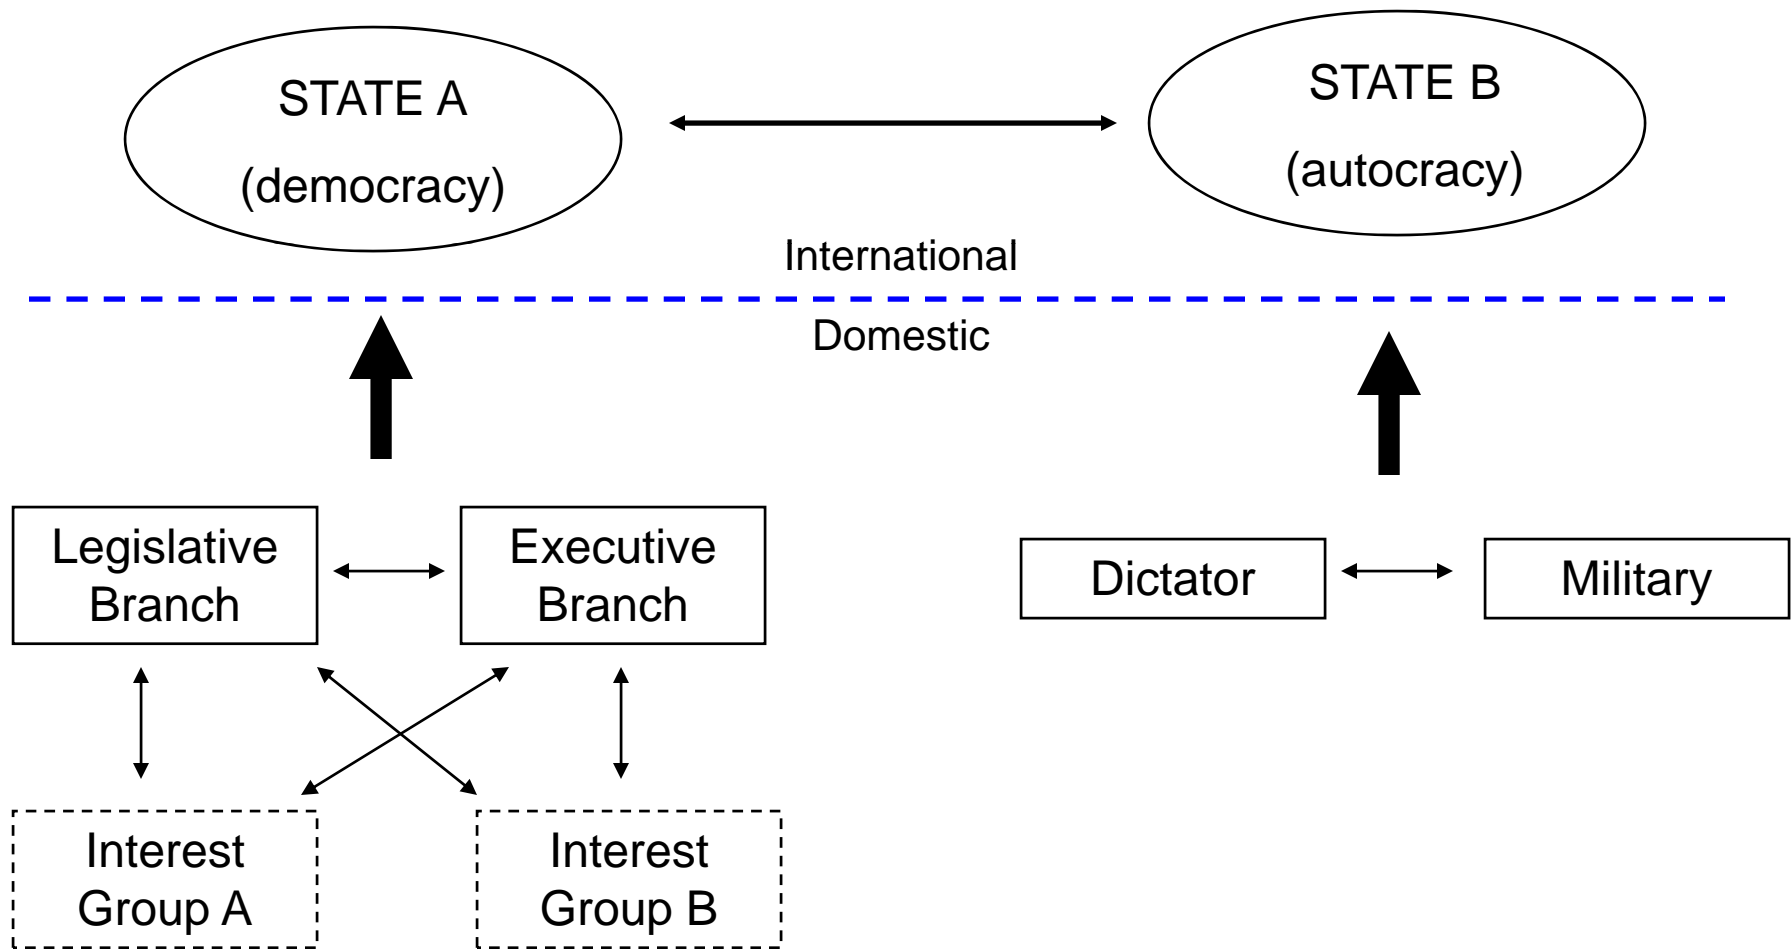 STATE A
(democracy)
STATE B
(autocracy)
International
Domestic
Legislative
Branch
Executive
Branch
Dictator
Military
Interest
Group A
Interest
Group B